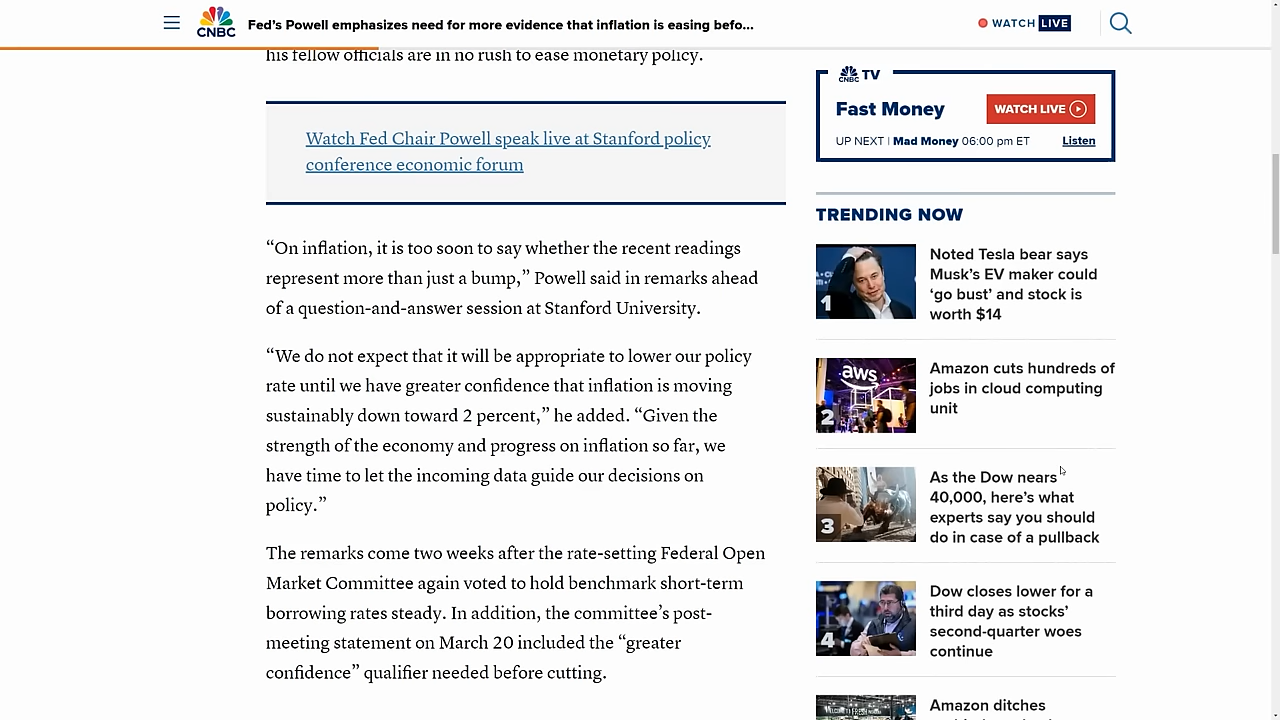 CNBC
Fed's Powell emphasizes need for more evidence that inflation is easing befo...
WATCH LIVE
his fellow officials are in no rush to ease monetary policy.
Watch Fed Chair Powell speak live at Stanford policy
conference economic forum
“On inflation, it is too soon to say whether the recent readings
represent more than just a bump,” Powell said in remarks ahead
of a question-and-answer session at Stanford University.
“We do not expect that it will be appropriate to lower our policy
rate until we have greater confidence that inflation is moving
sustainably down toward 2 percent,” he added. “Given the
strength of the economy and progress on inflation so far, we
have time to let the incoming data guide our decisions on
policy.”
The remarks come two weeks after the rate-setting Federal Open
Market Committee again voted to hold benchmark short-term
borrowing rates steady. In addition, the committee’s post-
meeting statement on March 20 included the “greater
confidence” qualifier needed before cutting.
CNBC TV
Fast Money
WATCH LIVE
UP NEXT | Mad Money 06:00 pm ET
Listen
TRENDING NOW
1
Noted Tesla bear says
Musk’s EV maker could
‘go bust’ and stock is
worth $14
aws
2
Amazon cuts hundreds of
jobs in cloud computing
unit
3
As the Dow nears
40,000, here’s what
experts say you should
do in case of a pullback
4
Dow closes lower for a
third day as stocks’
second-quarter woes
continue
Amazon ditches